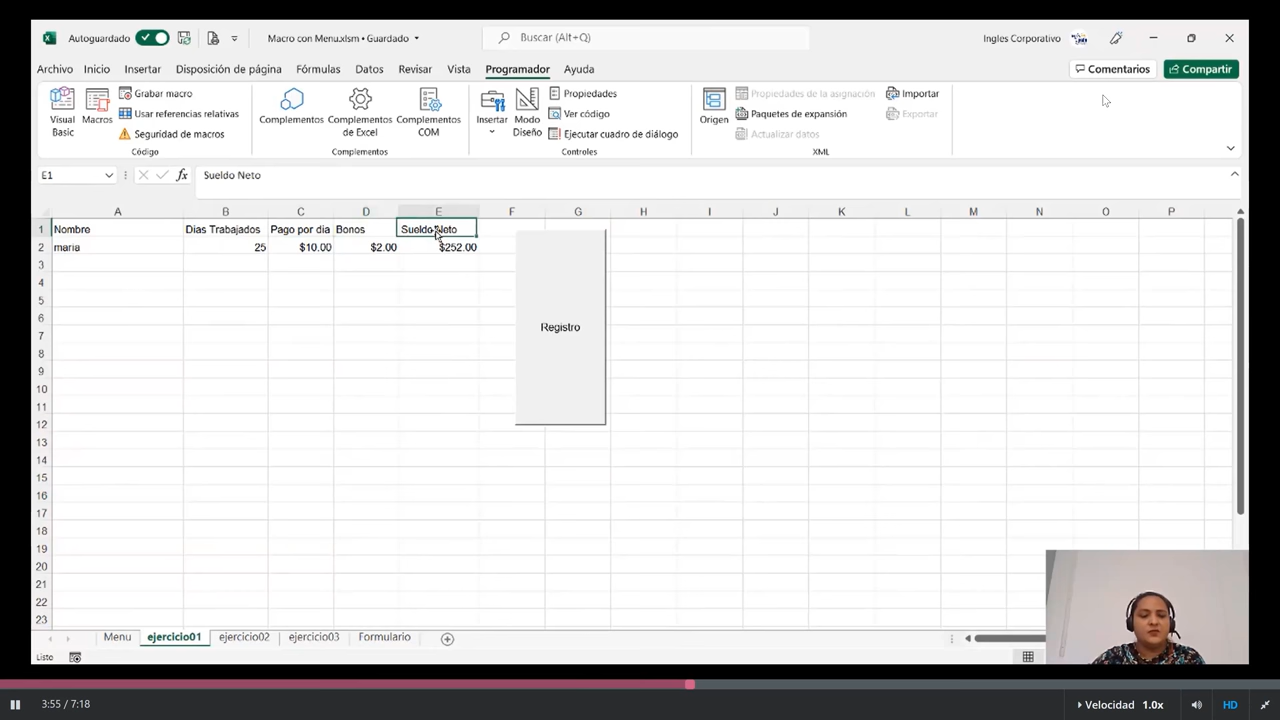 Autoguardado
Macro con Menu.xlsm • Guardado
Buscar (Alt+Q)
Ingles Corporativo
Archivo Inicio Insertar Disposición de página Fórmulas Datos Revisar Vista Programador Ayuda
Comentarios Compartir
Visual Basic
Macros
Grabar macro
Usar referencias relativas
Seguridad de macros
Código
Complementos
Complementos de Excel
Complementos COM
Complementos
Insertar
Modo Diseño
Propiedades
Ver código
Ejecutar cuadro de diálogo
Controles
Origen
Propiedades de la asignación
Paquetes de expansión
Actualizar datos
Importar
Exportar
XML
E1
fx
Sueldo Neto
A B C D E F G H I J K L M N O P
1 Nombre Dias Trabajados Pago por dia Bonos Sueldo Neto
2 maria 25 $10.00 $2.00 $252.00
3
4
5
6
7
8
9
10
11
12
13
14
15
16
17
18
19
20
21
22
23
Registro
Menu ejercicio01 ejercicio02 ejercicio03 Formulario
Listo
3:55 / 7:18
Velocidad 1.0x
HD